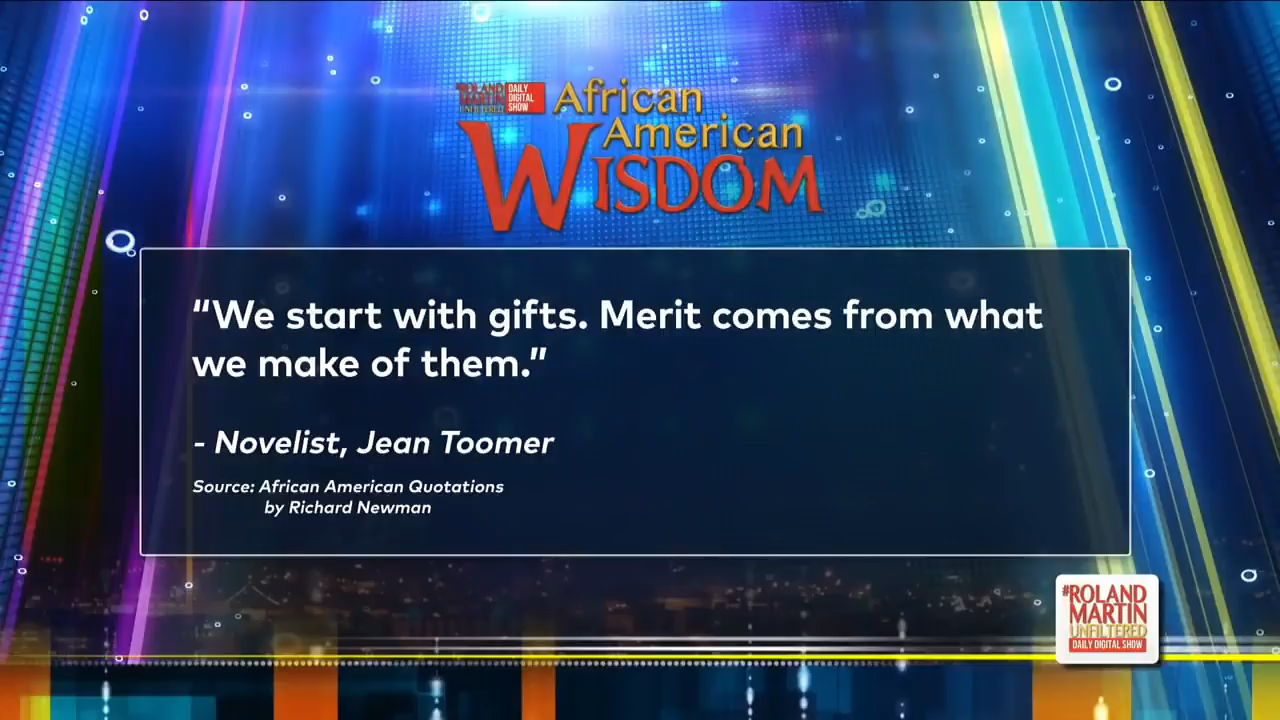 #ROLAND
MARTIN
UNFILTERED
DAILY
DIGITAL
SHOW
African
American
WISDOM
“We start with gifts. Merit comes from what
we make of them.”
- Novelist, Jean Toomer
Source: African American Quotations
by Richard Newman
#ROLAND
MARTIN
UNFILTERED
DAILY DIGITAL SHOW